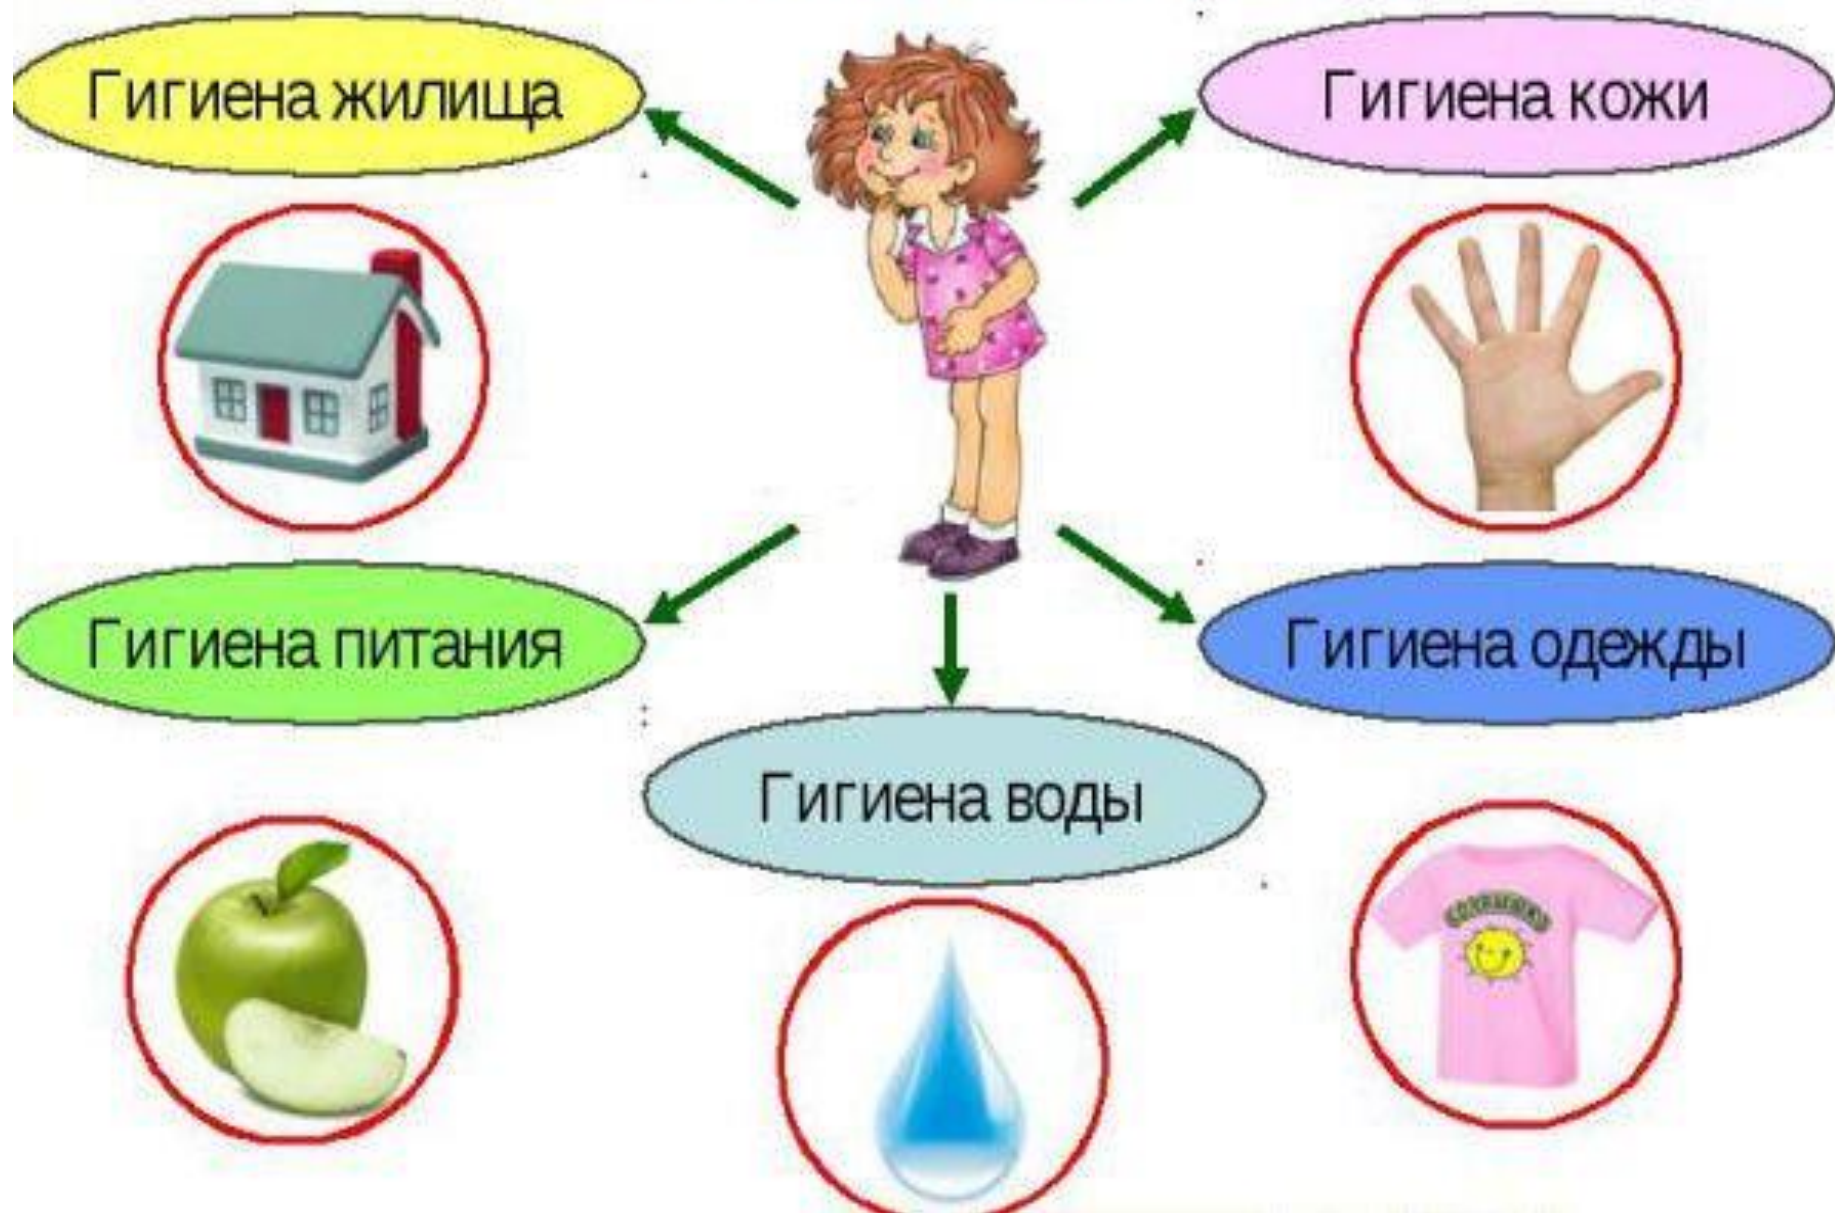 Гигиена жилища
Гигиена кожи
Гигиена питания
Гигиена одежды
Гигиена воды